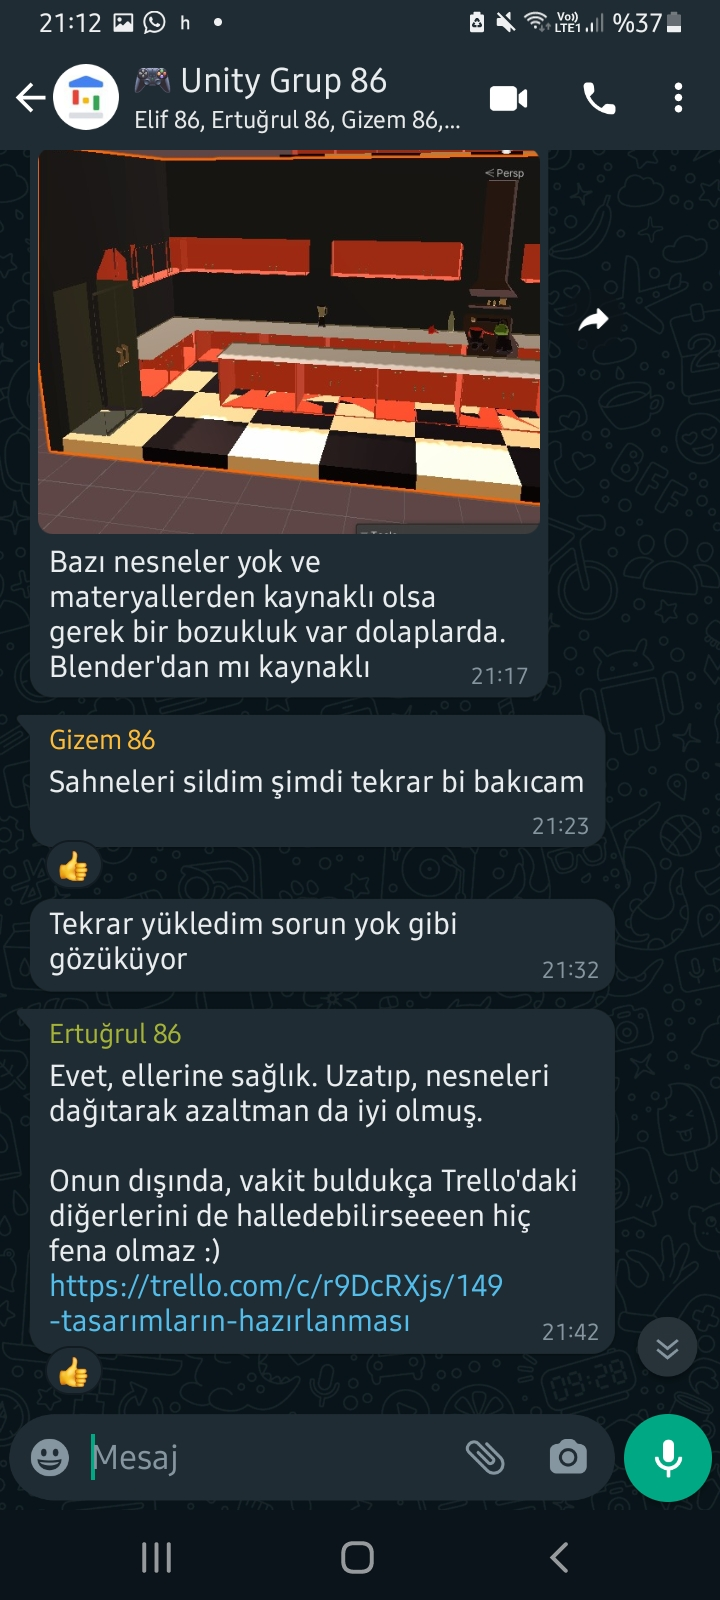 21:12 h Vo)) LTE1 %37
🎮 Unity Grup 86
Elif 86, Ertuğrul 86, Gizem 86,...
Persp
Bazı nesneler yok ve
materyallerden kaynaklı olsa
gerek bir bozukluk var dolaplarda.
Blender'dan mı kaynaklı
21:17
Gizem 86
Sahneleri sildim şimdi tekrar bi bakıcam
21:23
👍
Tekrar yükledim sorun yok gibi
gözüküyor
21:32
Ertuğrul 86
Evet, ellerine sağlık. Uzatıp, nesneleri
dağıtarak azaltman da iyi olmuş.
Onun dışında, vakit buldukça Trello'daki
diğerlerini de halledebilirseeeen hiç
fena olmaz :)
https://trello.com/c/r9DcRXjs/149
-tasarımların-hazırlanması
21:42
👍
Mesaj